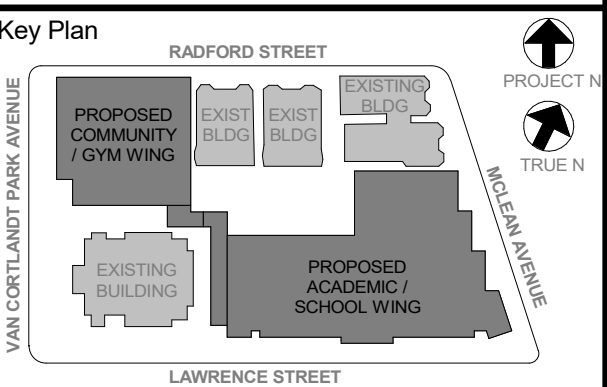 Key Plan
RADFORD STREET
PROJECT N
TRUE N
VAN CORTLANDT PARK AVENUE
PROPOSED
COMMUNITY
/ GYM WING
EXIST
BLDG
EXIST
BLDG
EXISTING
BLDG
MCLEAN AVENUE
EXISTING
BUILDING
PROPOSED
ACADEMIC /
SCHOOL WING
LAWRENCE STREET